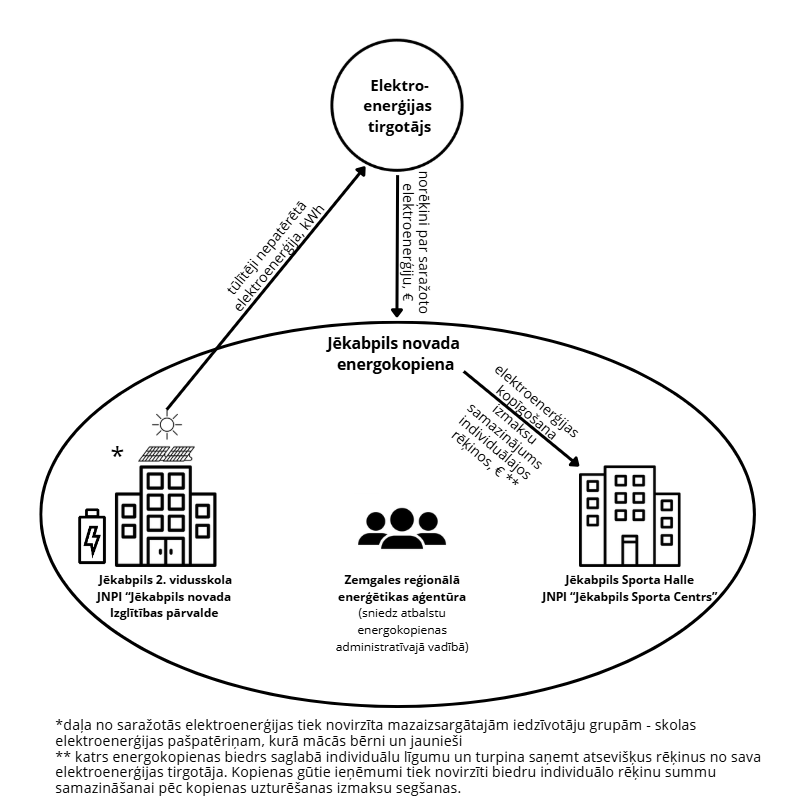 Elektro-
enerģijas
tirgotājs
tūlītēji nepatērētā
elektroenerģija, kWh
norēķini par saražoto
elektroenerģiju, €
Jēkabpils novada
energokopiena
elektroenerģijas
kopīgošana
izmaksu
samazinājums
individuālajos
rēķinos, € **
*
Jēkabpils 2. vidusskola
JNPI “Jēkabpils novada
Izglītības pārvalde
Zemgales reģionālā
enerģētikas aģentūra
(sniedz atbalstu
energokopienas
administratīvajā vadībā)
Jēkabpils Sporta Halle
JNPI “Jēkabpils Sporta Centrs”
*daļa no saražotās elektroenerģijas tiek novirzīta mazaizsargātajām iedzīvotāju grupām - skolas
elektroenerģijas pašpatēriņam, kurā mācās bērni un jaunieši
** katrs energokopienas biedrs saglabā individuālu līgumu un turpina saņemt atsevišķus rēķinus no sava
elektroenerģijas tirgotāja. Kopienas gūtie ieņēmumi tiek novirzīti biedru individuālo rēķinu summu
samazināšanai pēc kopienas uzturēšanas izmaksu segšanas.